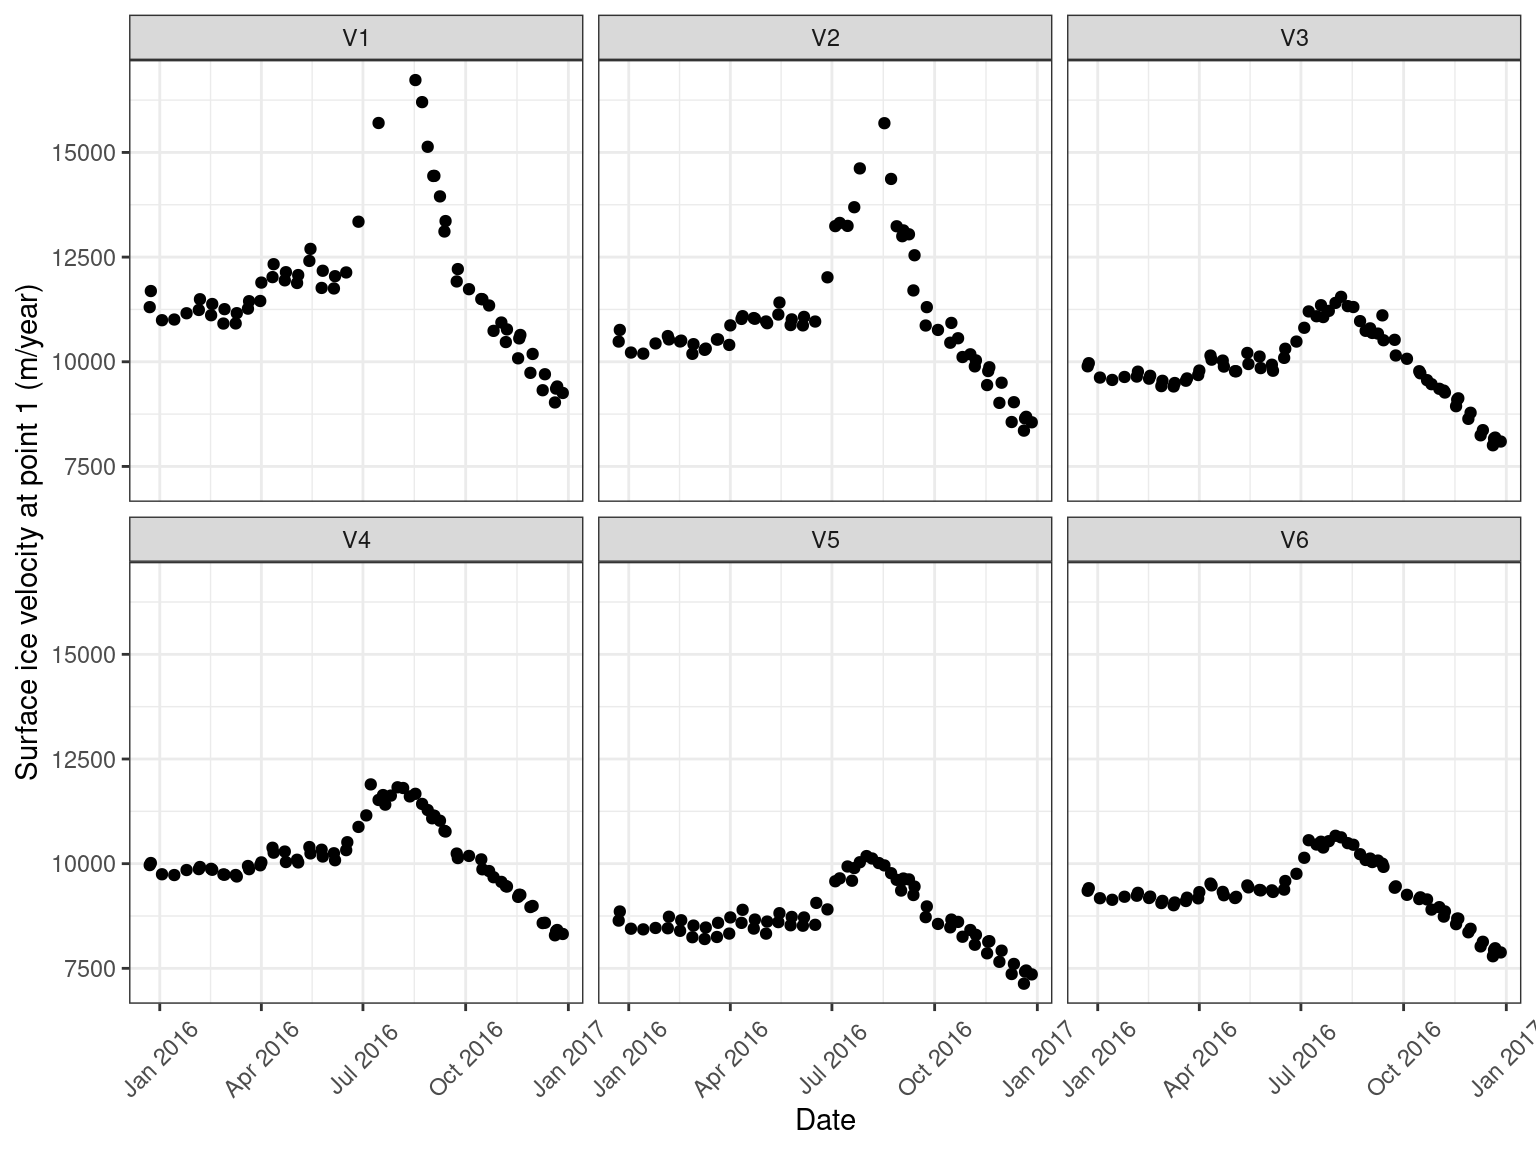 V1
V2
V3
15000
12500
10000
7500
V4
V5
V6
15000
12500
10000
7500
Surface ice velocity at point 1 (m/year)
Jan 2016
Apr 2016
Jul 2016
Oct 2016
Jan 2017
Jan 2016
Apr 2016
Jul 2016
Oct 2016
Jan 2017
Jan 2016
Apr 2016
Jul 2016
Oct 2016
Jan 2017
Date